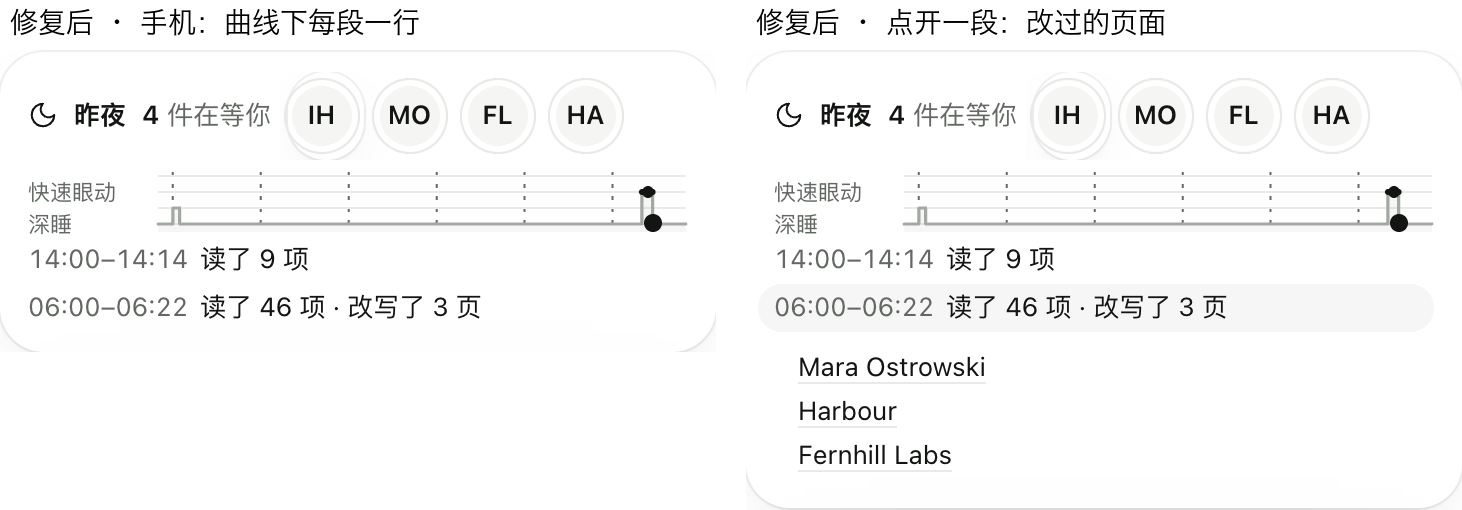 修复后 · 手机：曲线下每段一行
昨夜 4 件在等你 IH MO FL HA
快速眼动
深睡
14:00–14:14 读了 9 项
06:00–06:22 读了 46 项 · 改写了 3 页
修复后 · 点开一段：改过的页面
昨夜 4 件在等你 IH MO FL HA
快速眼动
深睡
14:00–14:14 读了 9 项
06:00–06:22 读了 46 项 · 改写了 3 页
Mara Ostrowski
Harbour
Fernhill Labs